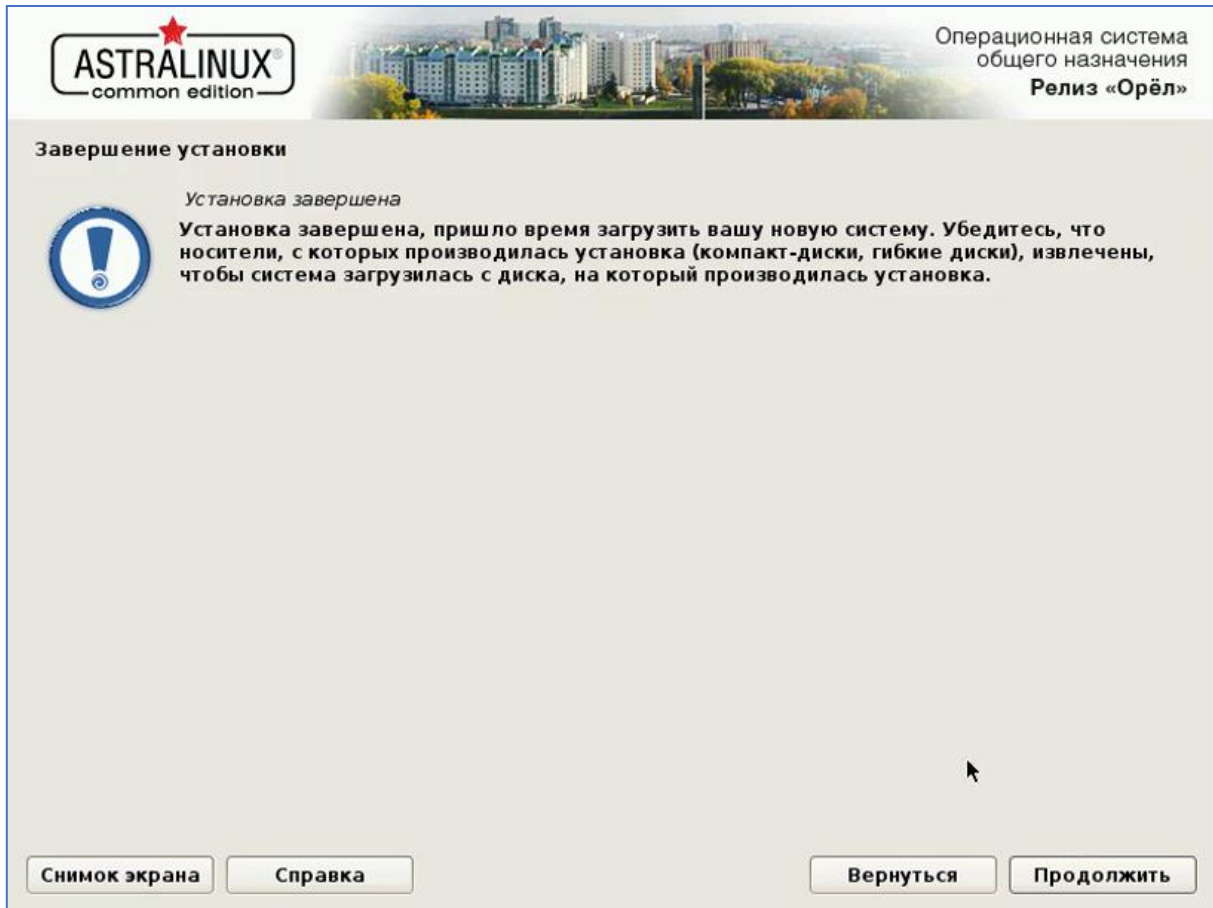 ASTRALINUX®
common edition
Операционная система
общего назначения
Релиз «Орёл»
Завершение установки
Установка завершена
Установка завершена, пришло время загрузить вашу новую систему. Убедитесь, что
носители, с которых производилась установка (компакт-диски, гибкие диски), извлечены,
чтобы система загрузилась с диска, на который производилась установка.
Снимок экрана
Справка
Вернуться
Продолжить